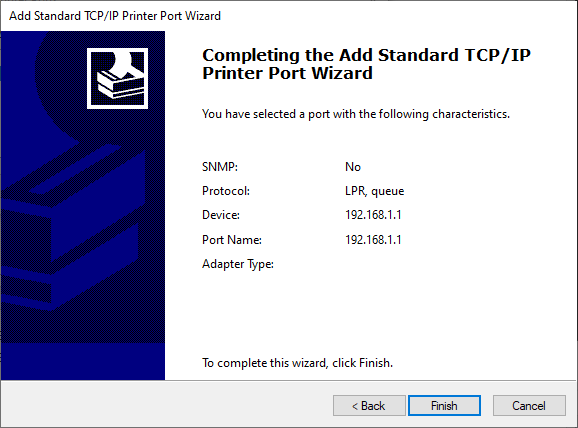 Add Standard TCP/IP Printer Port Wizard
Completing the Add Standard TCP/IP
Printer Port Wizard
You have selected a port with the following characteristics.
SNMP: No
Protocol: LPR, queue
Device: 192.168.1.1
Port Name: 192.168.1.1
Adapter Type:
To complete this wizard, click Finish.
< Back Finish Cancel